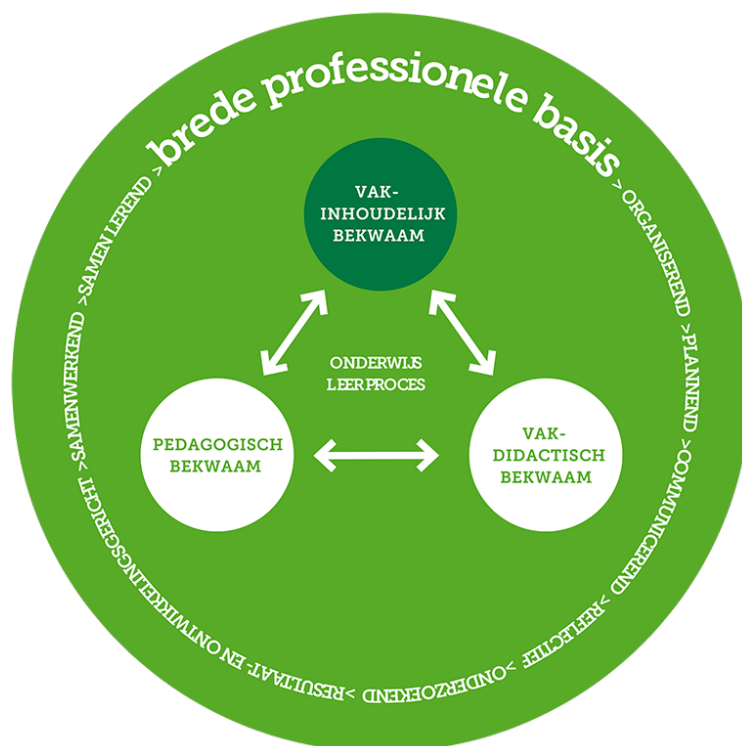 brede professionele basis
>ORGANISEREND >PLANNEND >COMMUNICEREND >REFLECTIEF >ONDERZOEKEND >RESULTAAT- EN ONTWIKKELINGSGERICHT >SAMENWERKEND >SAMEN LEREND >
VAK-
INHOUDELIJK
BEKWAAM
ONDERWIJS
LEERPROCES
PEDAGOGISCH
BEKWAAM
VAK-
DIDACTISCH
BEKWAAM